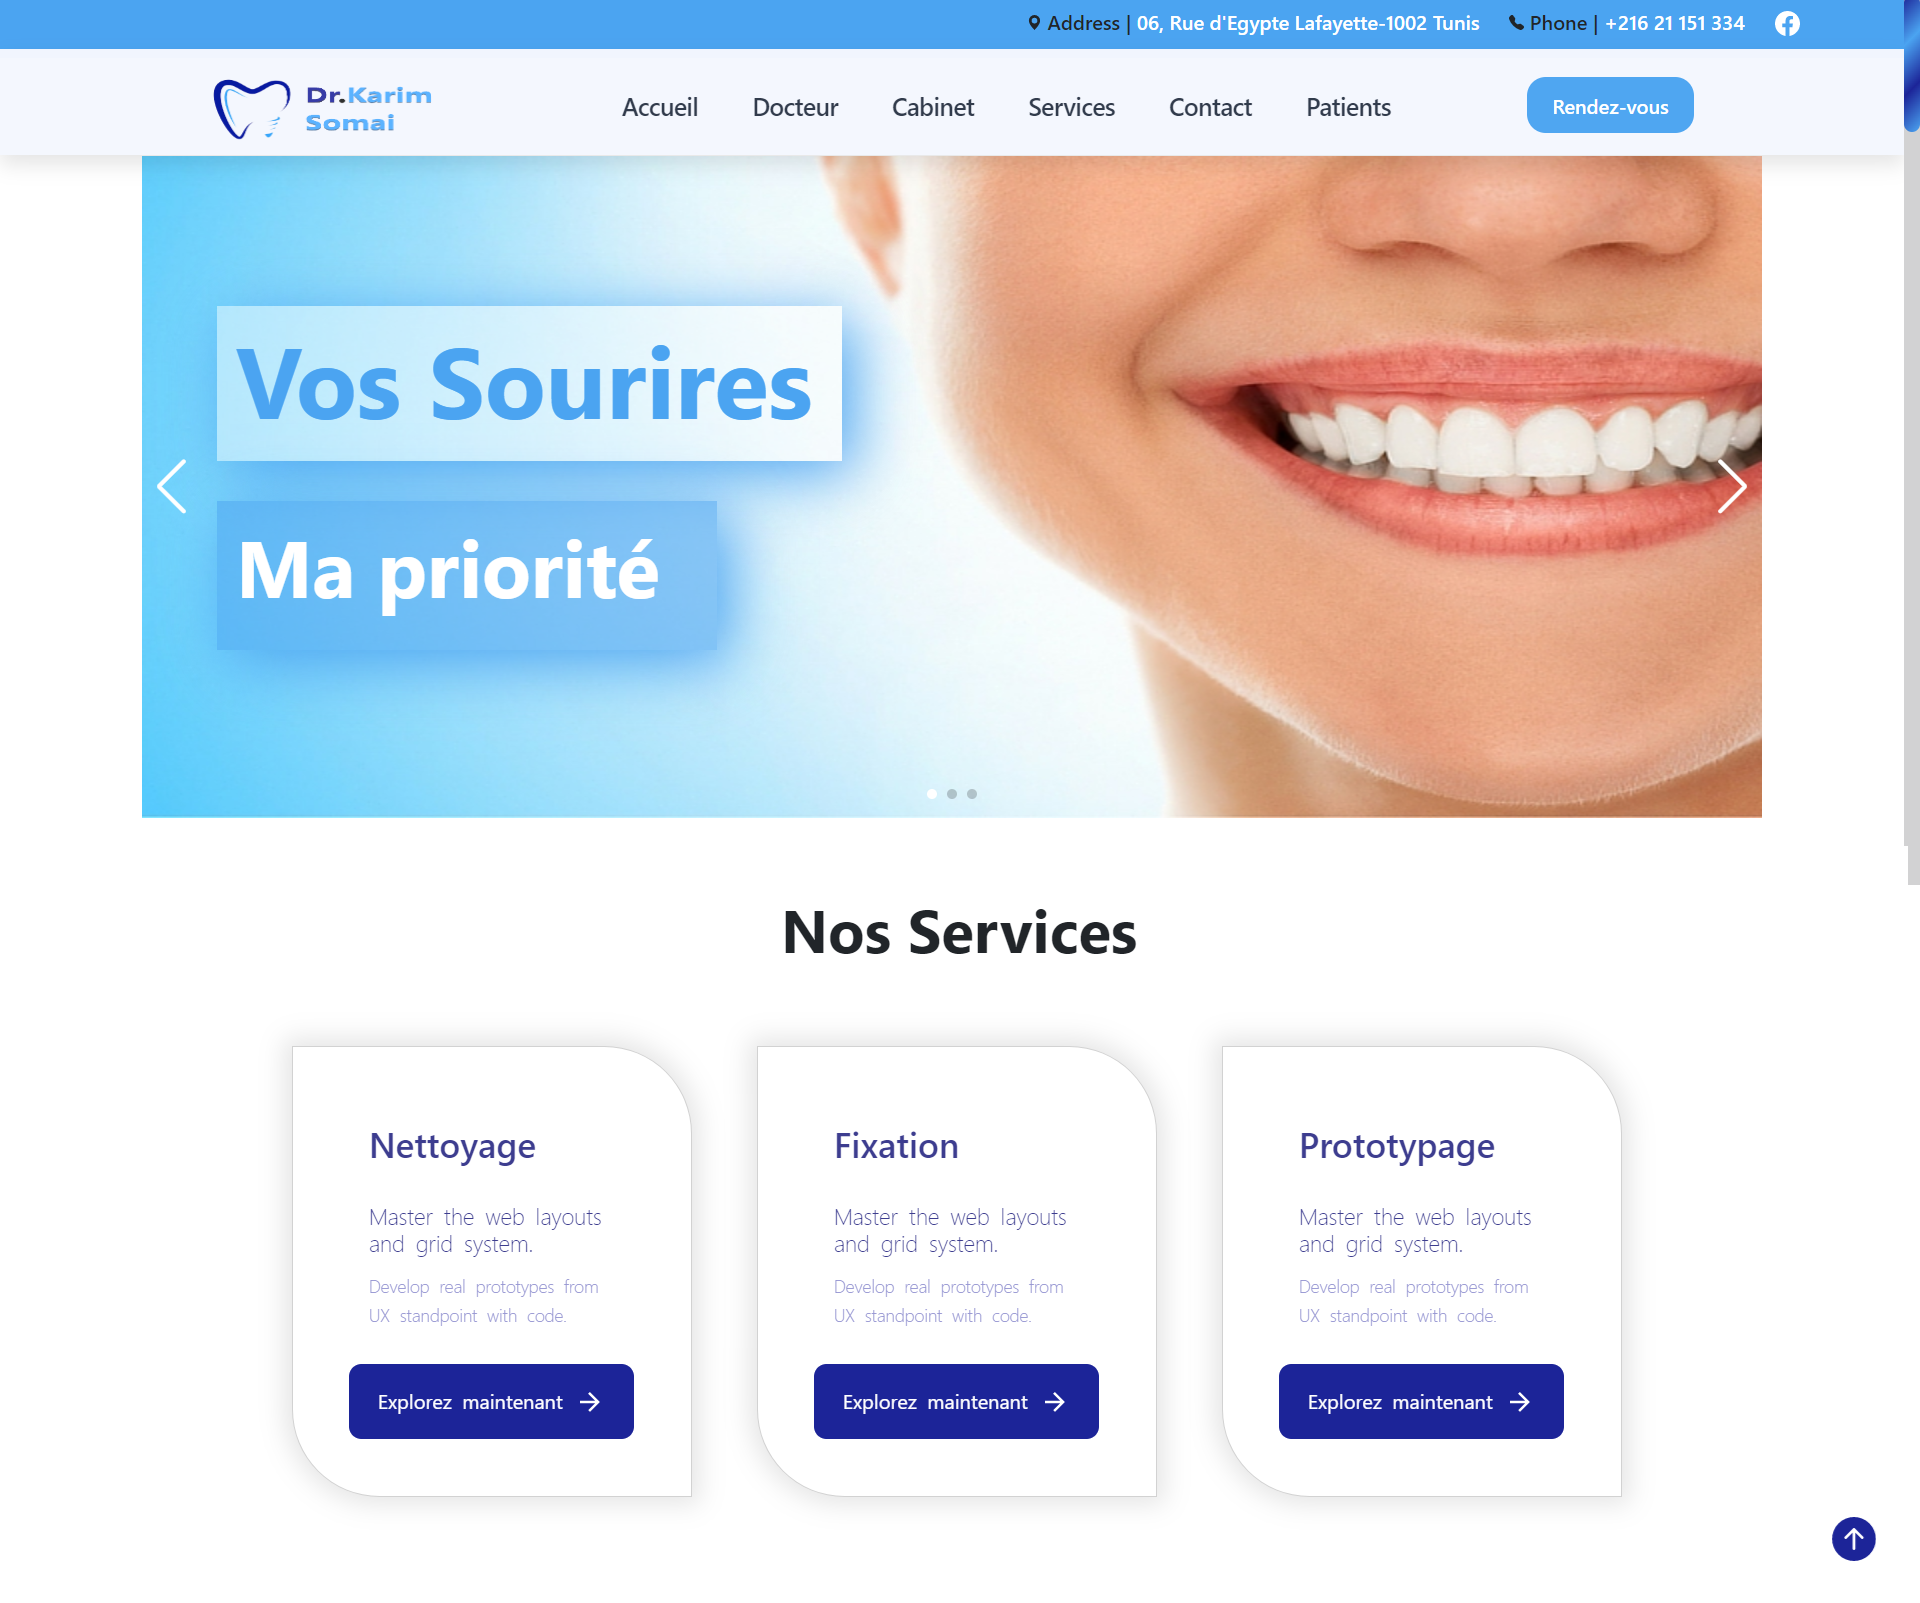 Address | 06, Rue d'Egypte Lafayette-1002 Tunis Phone | +216 21 151 334
Dr.Karim
Somai
Accueil Docteur Cabinet Services Contact Patients Rendez-vous
Vos Sourires
Ma priorité
Nos Services
Nettoyage
Master the web layouts
and grid system.
Develop real prototypes from
UX standpoint with code.
Explorez maintenant
Fixation
Master the web layouts
and grid system.
Develop real prototypes from
UX standpoint with code.
Explorez maintenant
Prototypage
Master the web layouts
and grid system.
Develop real prototypes from
UX standpoint with code.
Explorez maintenant